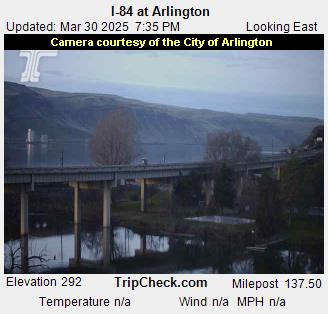 I-84 at Arlington
Updated: Mar 30 2025 7:35 PM Looking East
Camera courtesy of the City of Arlington
Elevation 292 TripCheck.com Milepost 137.50
Temperature n/a Wind n/a MPH n/a